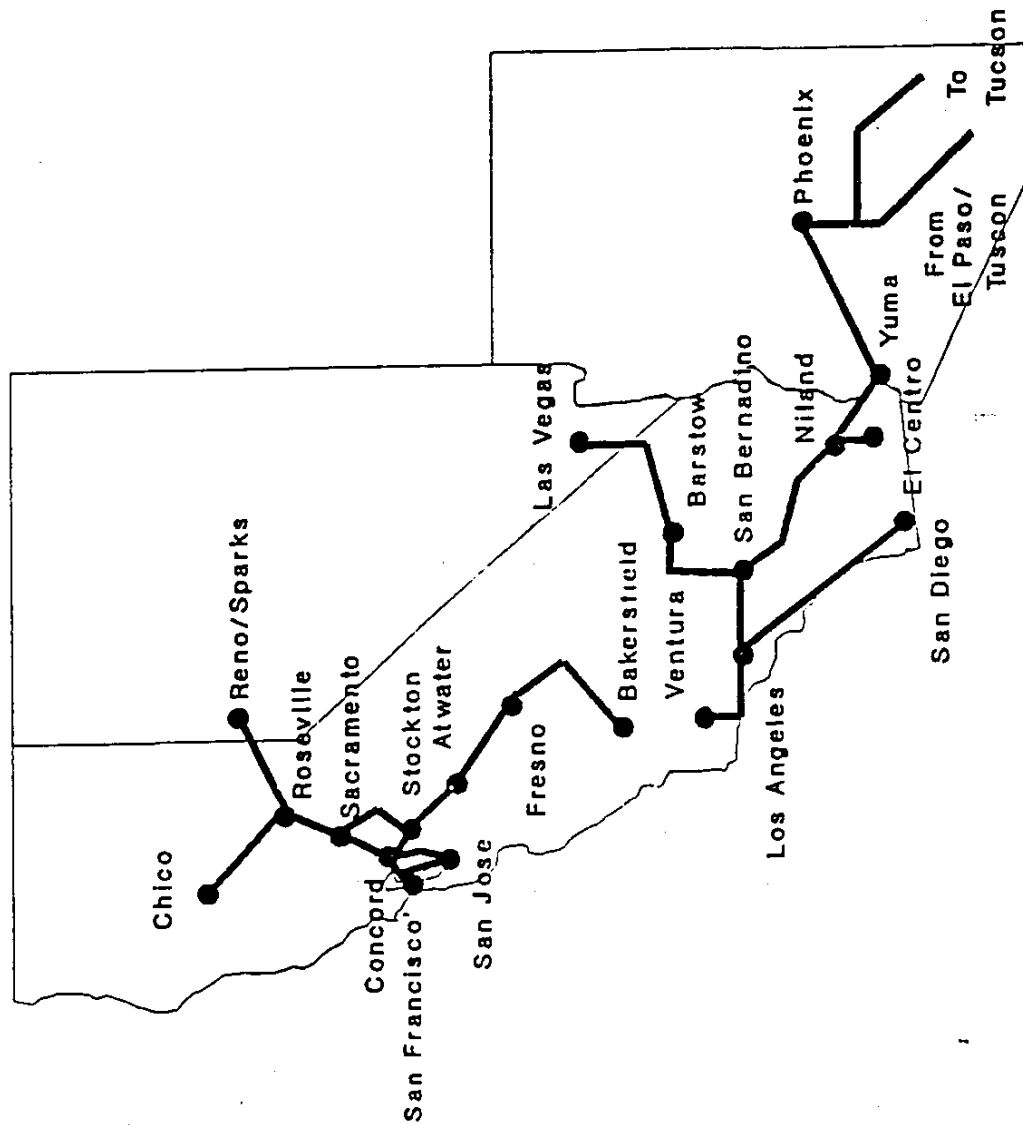 Chico
Reno/Sparks
Roseville
Sacramento
Stockton
Atwater
Concord
San Francisco'
San Jose
Fresno
Bakersfield
Ventura
Los Angeles
Las Vegas
Barstow
San Bernadino
Niland
Yuma
El Centro
San Diego
Phoenix
From
El Paso/
Tuscon
To
Tucson